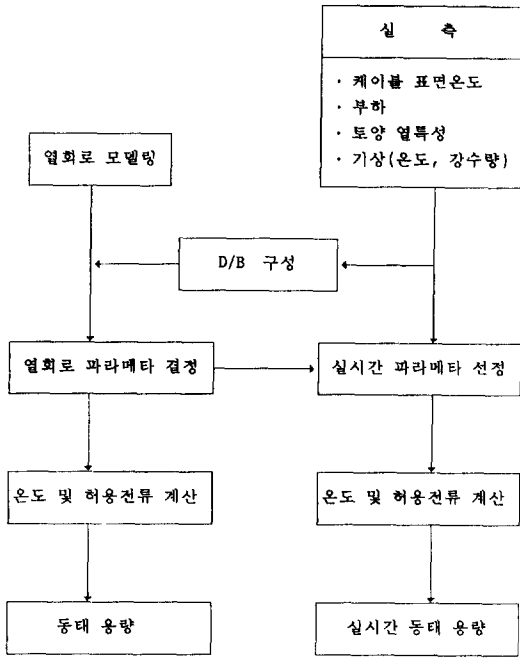 실 측
· 케이블 표면온도
· 부하
· 토양 열특성
· 기상(온도, 강수량)
열회로 모델링
D/B 구성
열회로 파라메타 결정
실시간 파라메타 선정
온도 및 허용전류 계산
온도 및 허용전류 계산
동태 용량
실시간 동태 용량